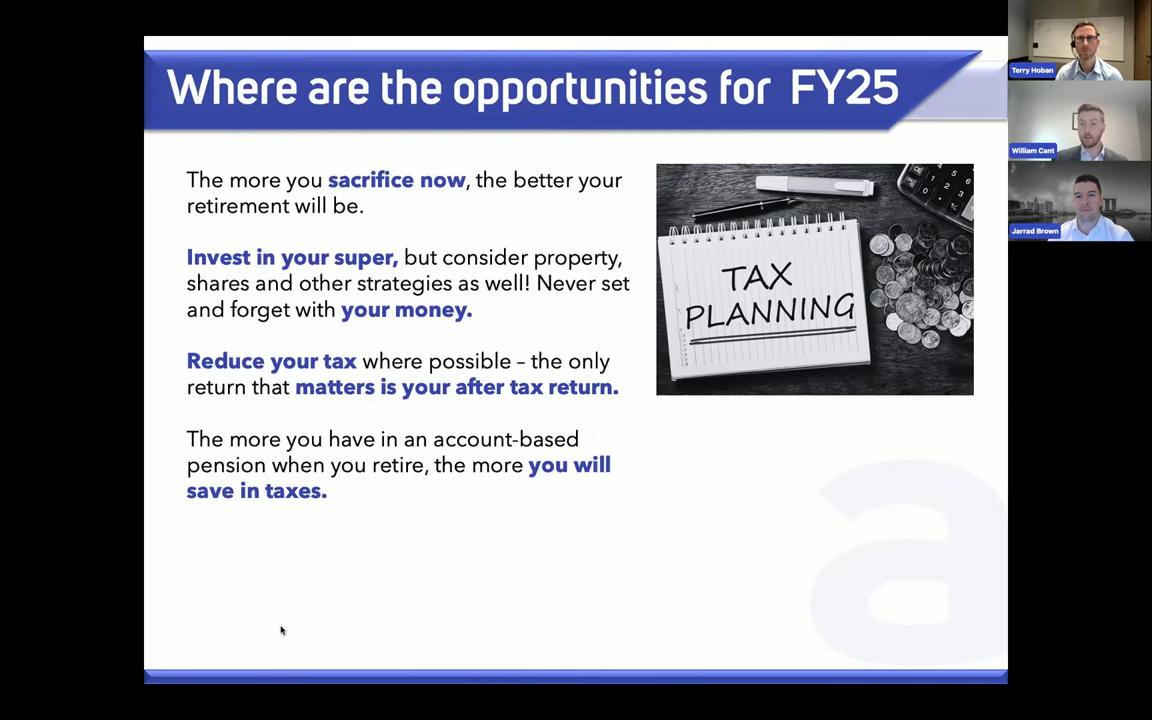 Where are the opportunities for FY25
The more you sacrifice now, the better your
retirement will be.
Invest in your super, but consider property,
shares and other strategies as well! Never set
and forget with your money.
Reduce your tax where possible – the only
return that matters is your after tax return.
The more you have in an account-based
pension when you retire, the more you will
save in taxes.
TAX
PLANNING
Terry Hoban
William Cant
Jarrad Brown